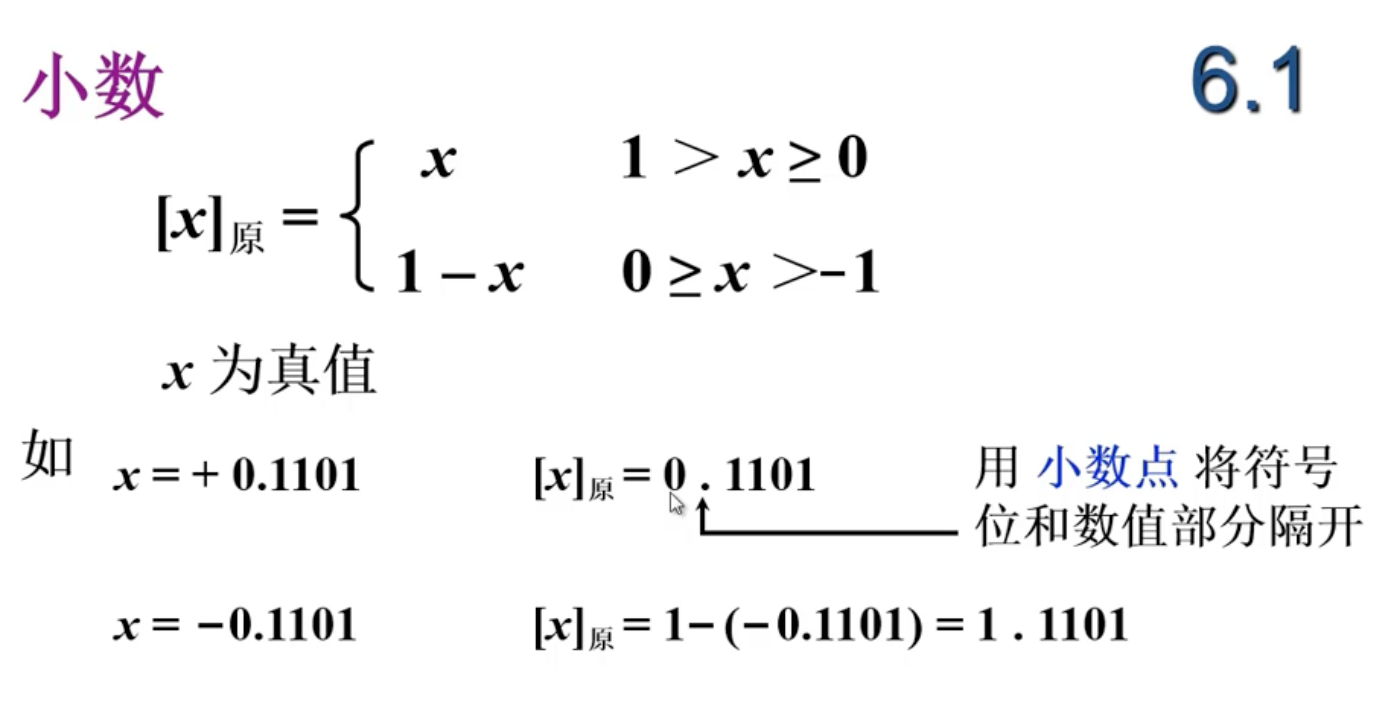 小数 6.1
x 1 > x ≥ 0
[x]原 =
1 − x 0 ≥ x >−1
x 为真值
如 x = + 0.1101 [x]原 = 0 . 1101 用 小数点 将符号
位和数值部分隔开
x = −0.1101 [x]原 = 1−(−0.1101) = 1 . 1101